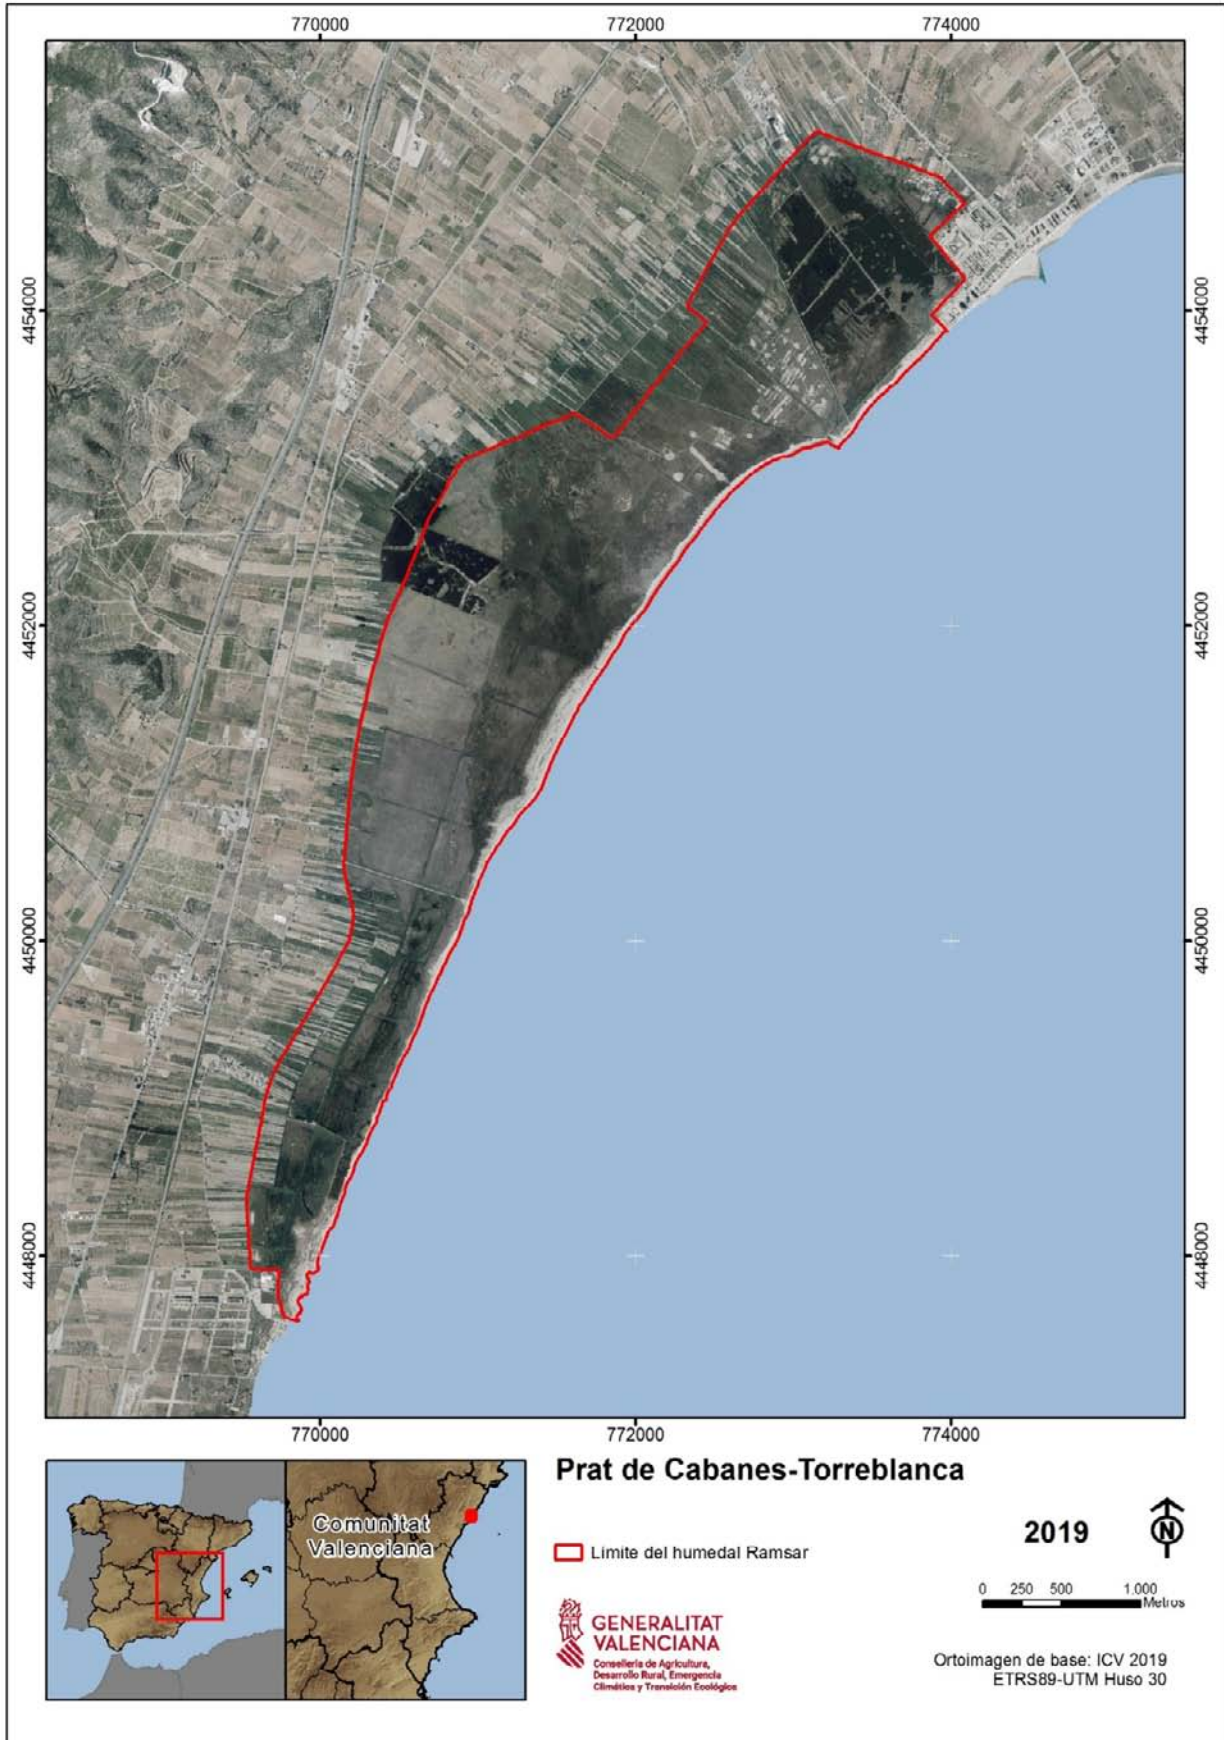 770000
772000
774000
4454000
4454000
4452000
4452000
4450000
4450000
4448000
4448000
770000
772000
774000
Prat de Cabanes-Torreblanca
Comunitat
Valenciana
2019
N
Límite del humedal Ramsar
0 250 500 1.000
Metros
GENERALITAT
VALENCIANA
Conselleria de Agricultura,
Desarrollo Rural, Emergencia
Climática y Transición Ecológica
Ortoimagen de base: ICV 2019
ETRS89-UTM Huso 30